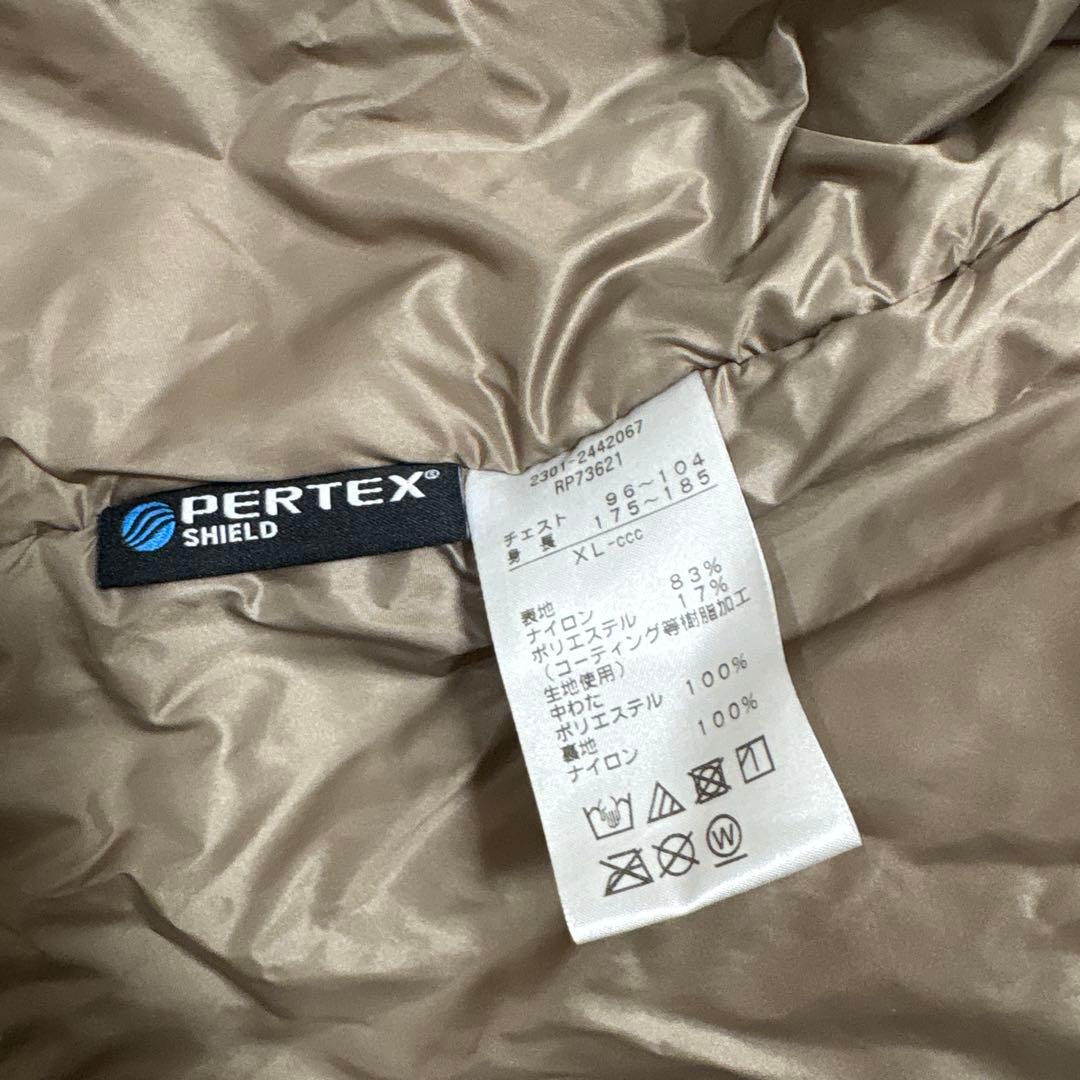 PERTEX®
SHIELD
2301-2442067
RP73621
チェスト 96～104
身長 175～185
XL-ccc
表地
ナイロン 83%
ポリエステル 17%
(コーティング等樹脂加工
生地使用)
中わた
ポリエステル 100%
裏地
ナイロン 100%
W